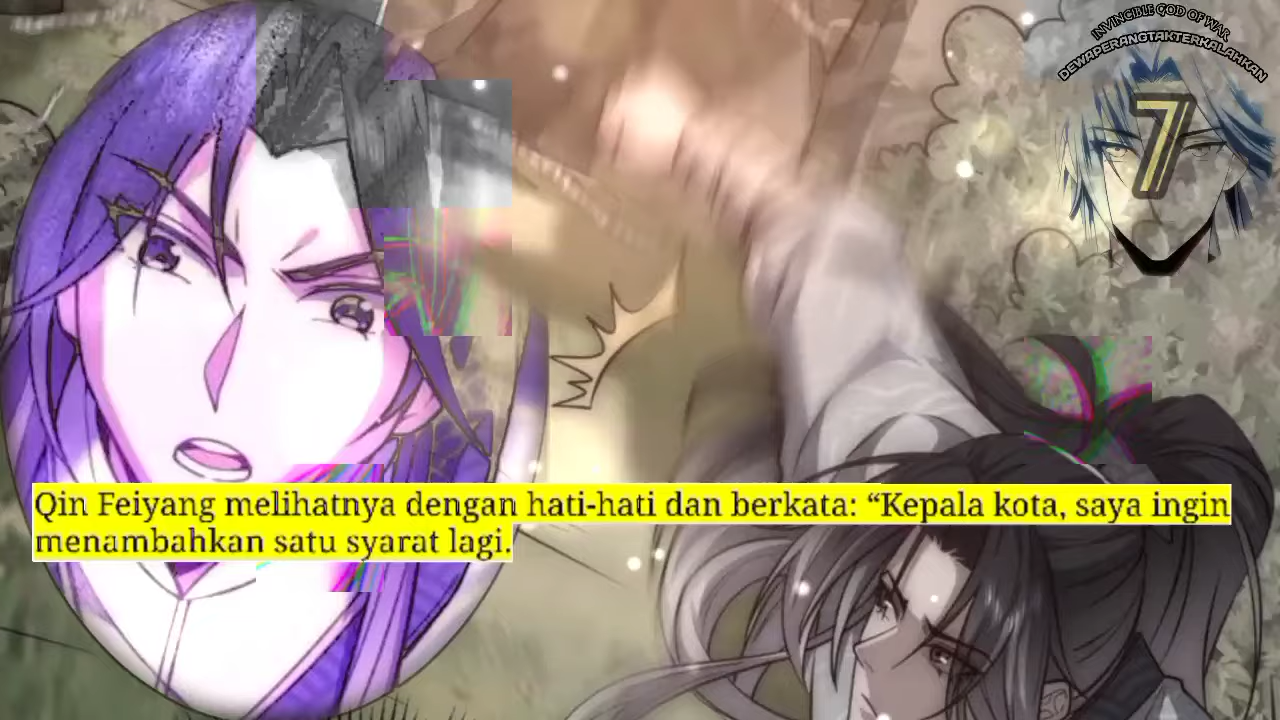 INVINCIBLE GOD OF WAR
DEWAPERANGTAKTERKALAHKAN
7
Qin Feiyang melihatnya dengan hati-hati dan berkata: “Kepala kota, saya ingin
menambahkan satu syarat lagi.